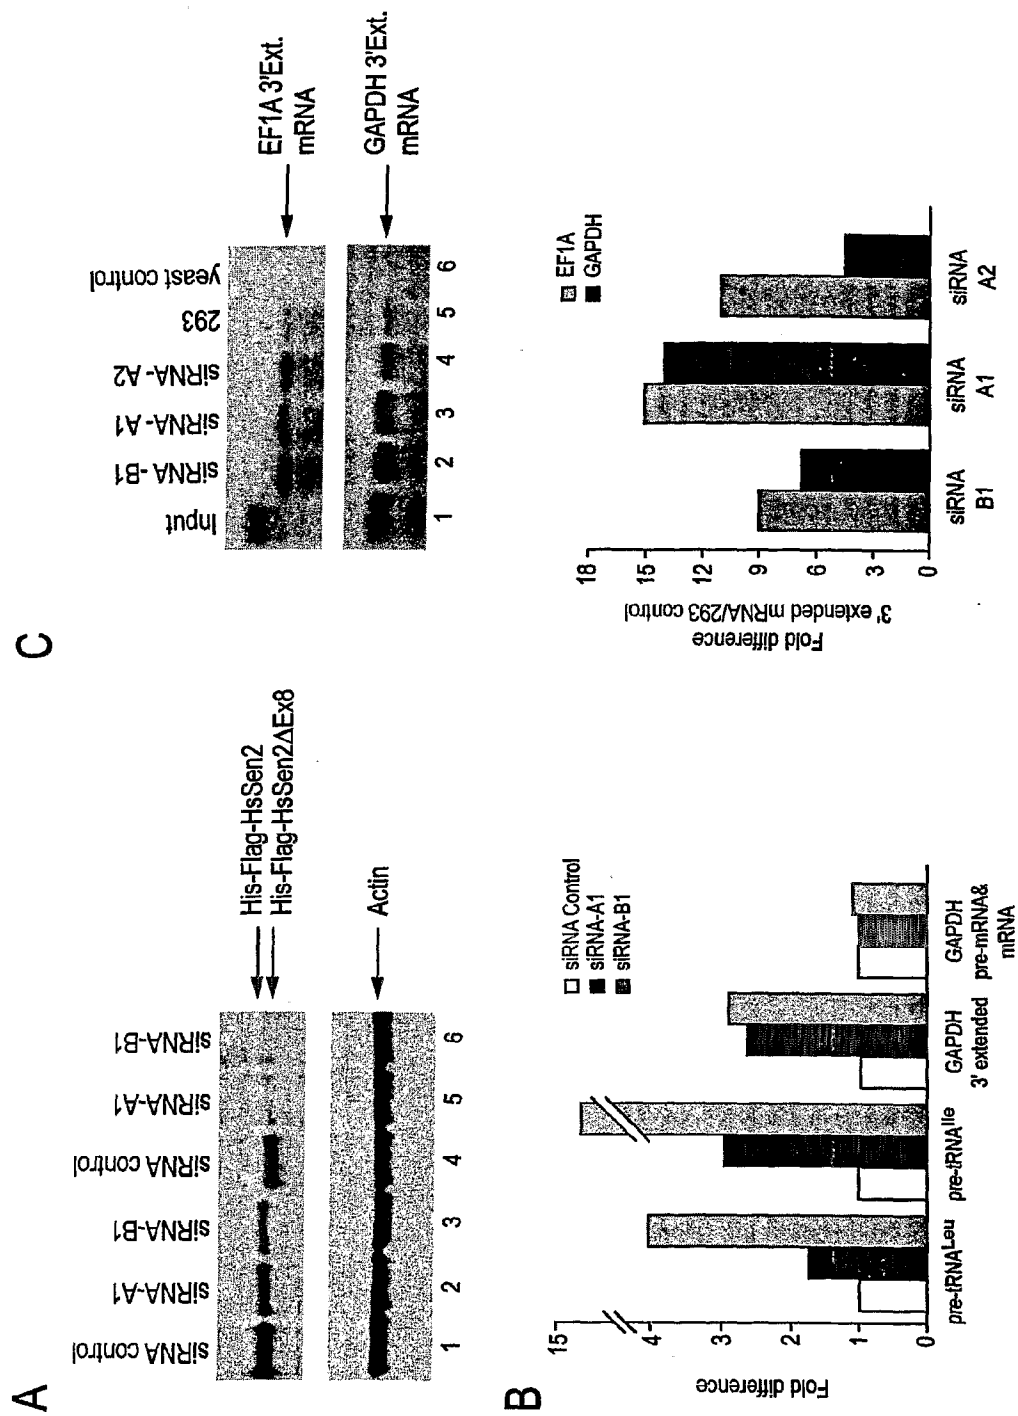 A
siRNA control
siRNA-A1
siRNA-B1
siRNA control
siRNA-A1
siRNA-B1
His-Flag-HsSen2
His-Flag-HsSen2ΔEx8
Actin
1 2 3 4 5 6
B
Fold difference
15
4
3
2
1
0
siRNA Control
siRNA-A1
siRNA-B1
pre-tRNALeu
pre-tRNAIle
GAPDH
3' extended
GAPDH
pre-mRNA&
mRNA
C
Input
siRNA-B1
siRNA-A1
siRNA-A2
293
yeast control
EF1A 3'Ext.
mRNA
GAPDH 3'Ext.
mRNA
1 2 3 4 5 6
Fold difference
3' extended mRNA/293 control
18
15
12
9
6
3
0
EF1A
GAPDH
siRNA
B1
siRNA
A1
siRNA
A2